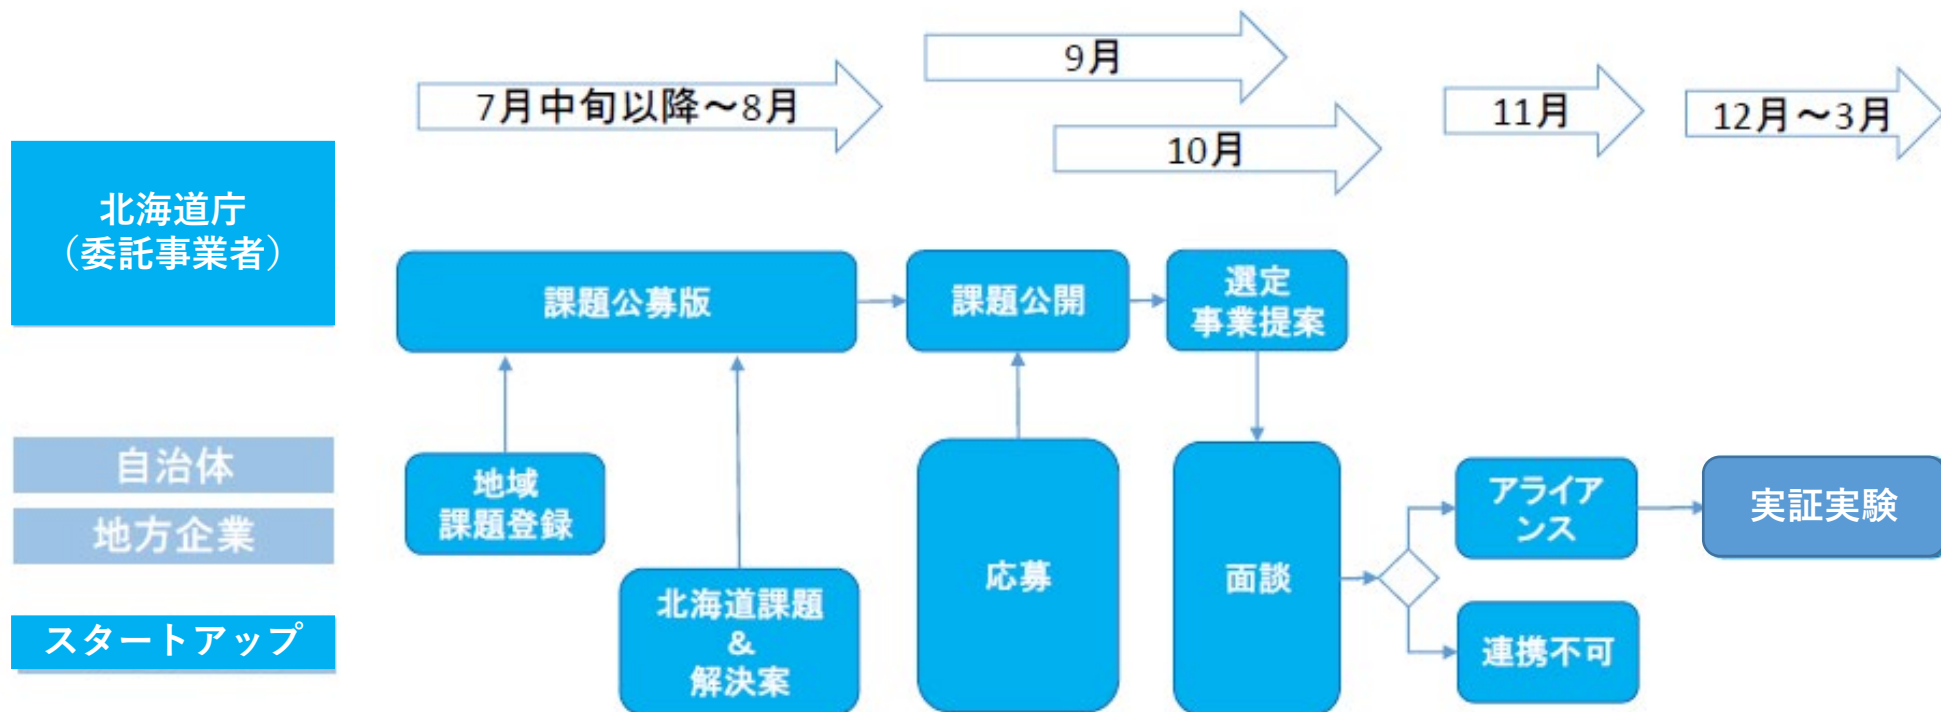 7月中旬以降～8月
9月
10月
11月
12月～3月
北海道庁
（委託事業者）
課題公募版
課題公開
選定
事業提案
自治体
地方企業
スタートアップ
地域
課題登録
北海道課題
&
解決案
応募
面談
アライア
ンス
連携不可
実証実験